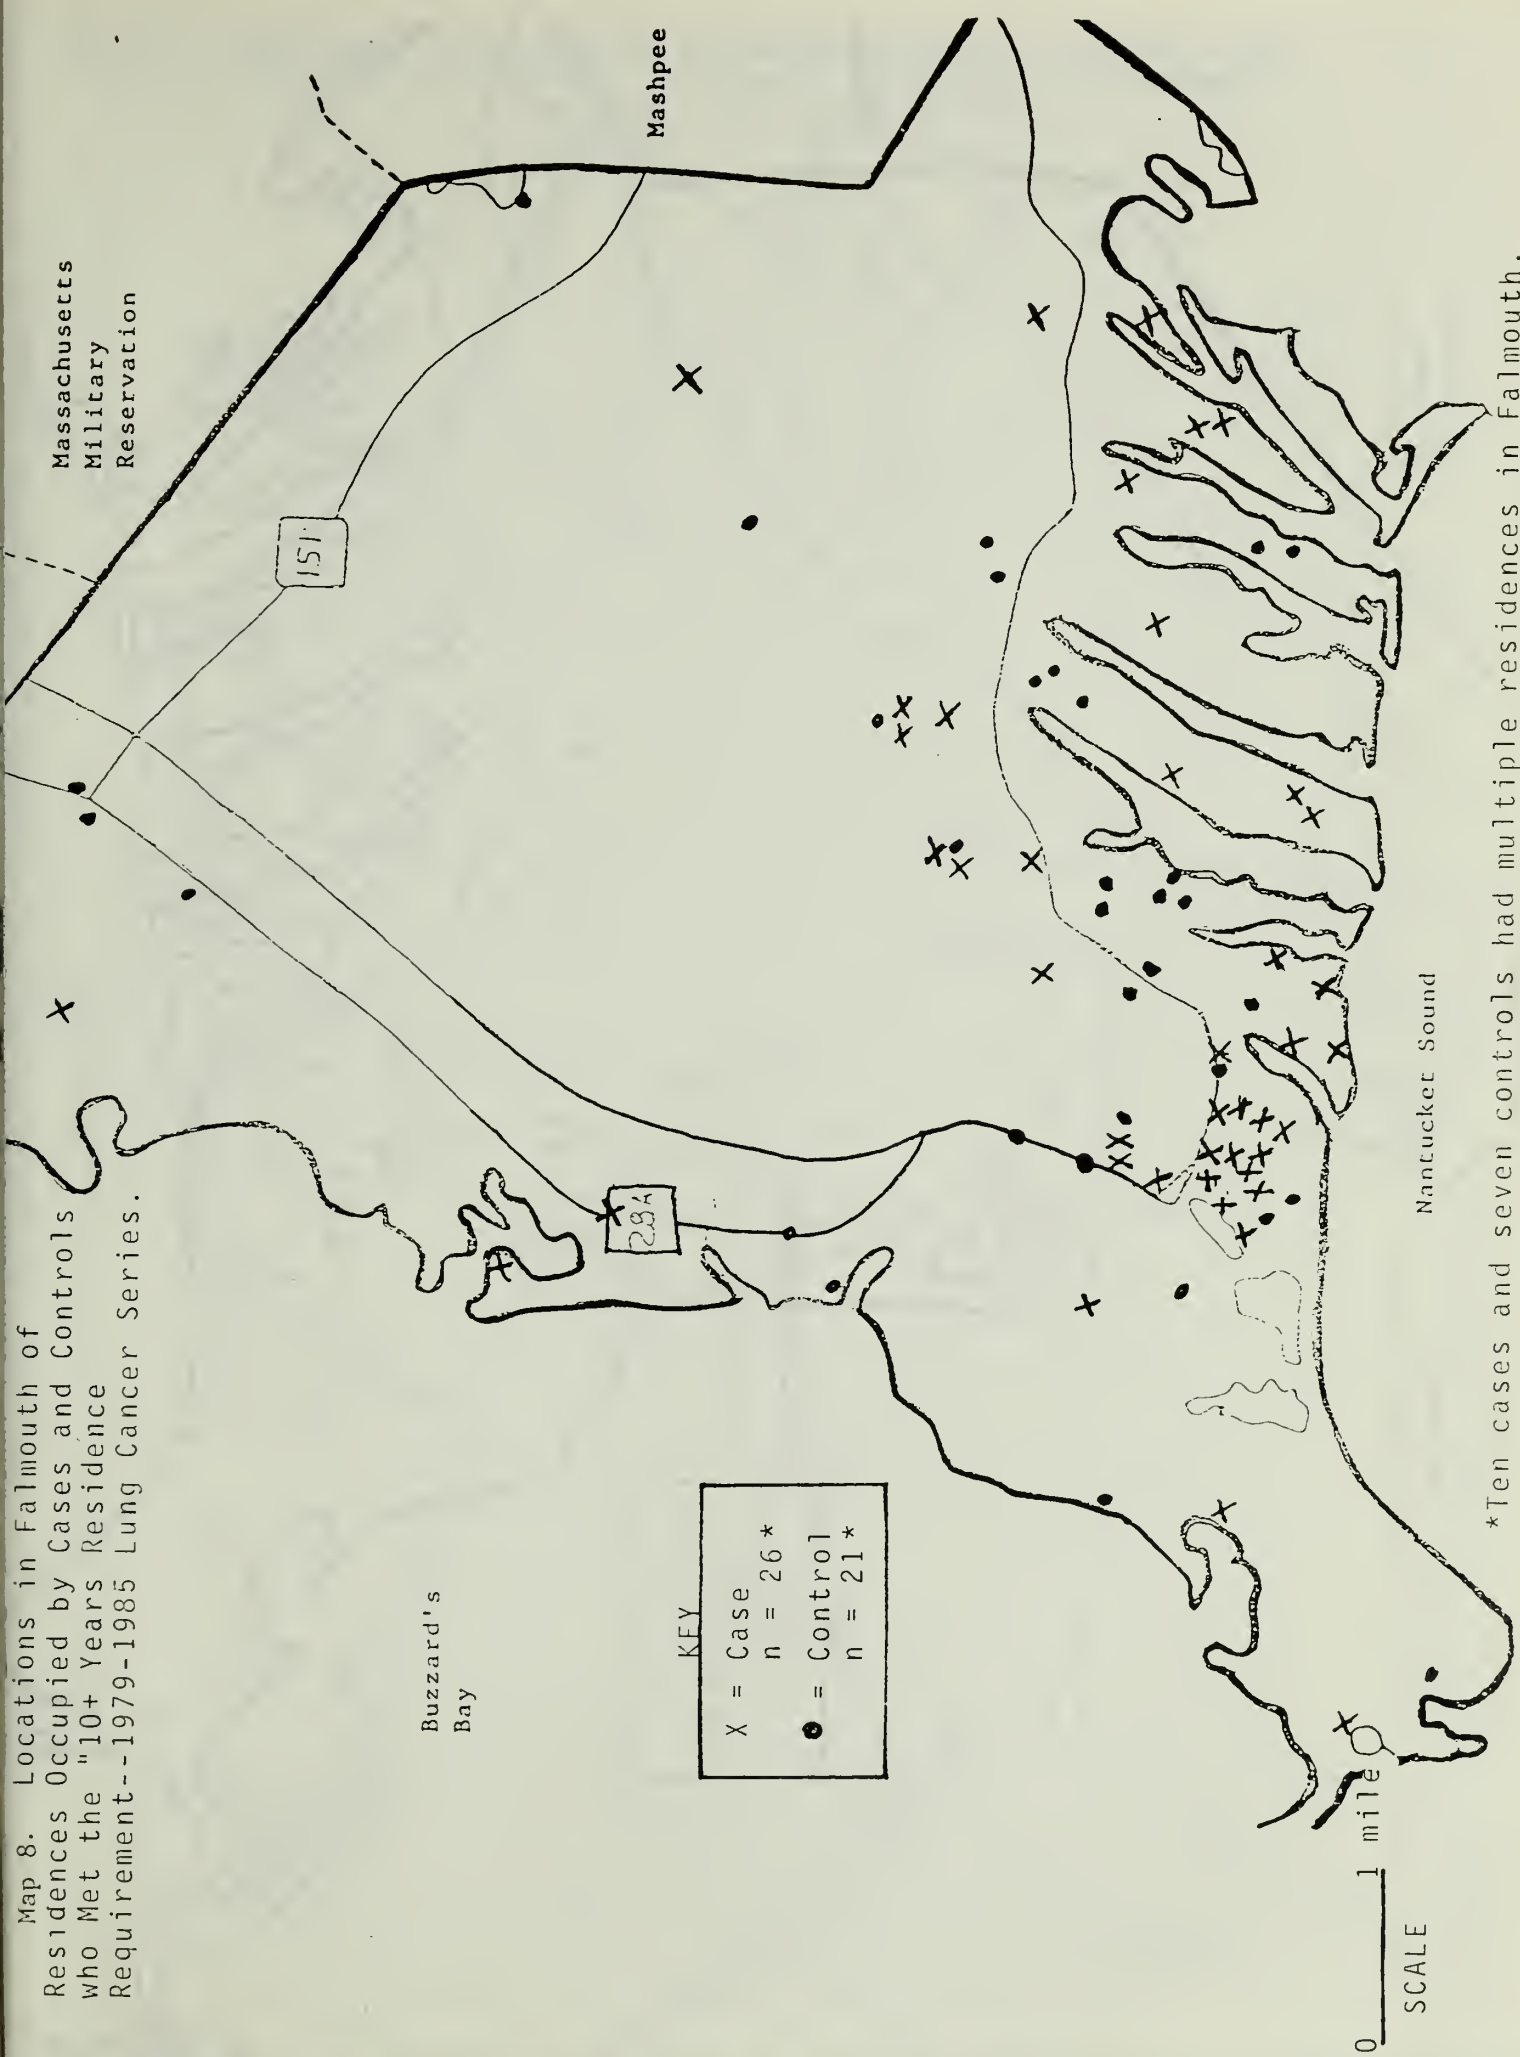 Map 8. Locations in Falmouth of
Residences Occupied by Cases and Controls
who Met the "10+ Years Residence
Requirement--1979-1985 Lung Cancer Series.
Massachusetts
Military
Reservation
Mashpee
151
28A
Buzzard's
Bay
KEY
X = Case
n = 26*
● = Control
n = 21*
Nantucket Sound
0 1 mile
SCALE
*Ten cases and seven controls had multiple residences in Falmouth.